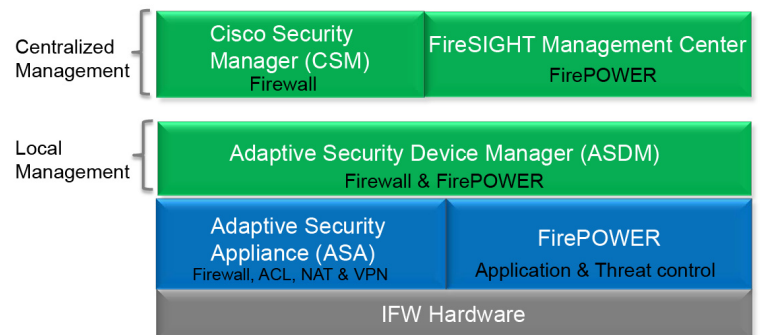 Centralized
Management
Cisco Security
Manager (CSM)
Firewall
FireSIGHT Management Center
FirePOWER
Local
Management
Adaptive Security Device Manager (ASDM)
Firewall & FirePOWER
Adaptive Security
Appliance (ASA)
Firewall, ACL, NAT & VPN
FirePOWER
Application & Threat control
IFW Hardware